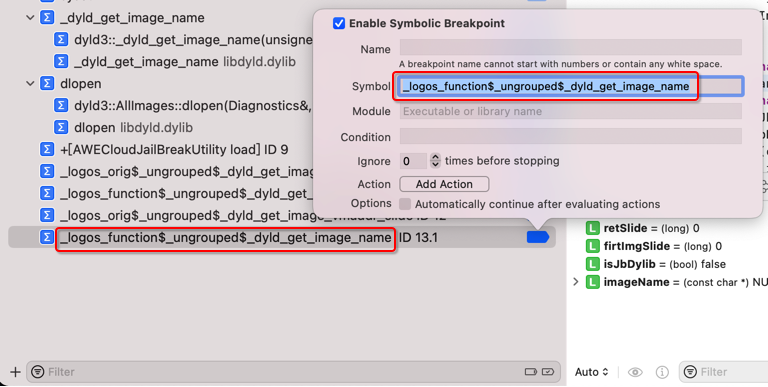 _dyld_get_image_name
dyld3::_dyld_get_image_name(unsigne
_dyld_get_image_name libdyld.dylib
dlopen
dyld3::AllImages::dlopen(Diagnostics&,
dlopen libdyld.dylib
+[AWECloudJailBreakUtility load] ID 9
_logos_orig$_ungrouped$_dyld_get_
_logos_function$_ungrouped$_dyld_get_
_logos_orig$_ungrouped$_dyld_get_image_vmaddr_slide ID 12
_logos_function$_ungrouped$_dyld_get_image_name ID 13.1
Filter
Enable Symbolic Breakpoint
Name
A breakpoint name cannot start with numbers or contain any white space.
Symbol _logos_function$_ungrouped$_dyld_get_image_name
Module Executable or library name
Condition
Ignore 0 times before stopping
Action Add Action
Options Automatically continue after evaluating actions
L retSlide = (long) 0
L firtImgSlide = (long) 0
L isJbDylib = (bool) false
L imageName = (const char *) NU
Auto
Filter